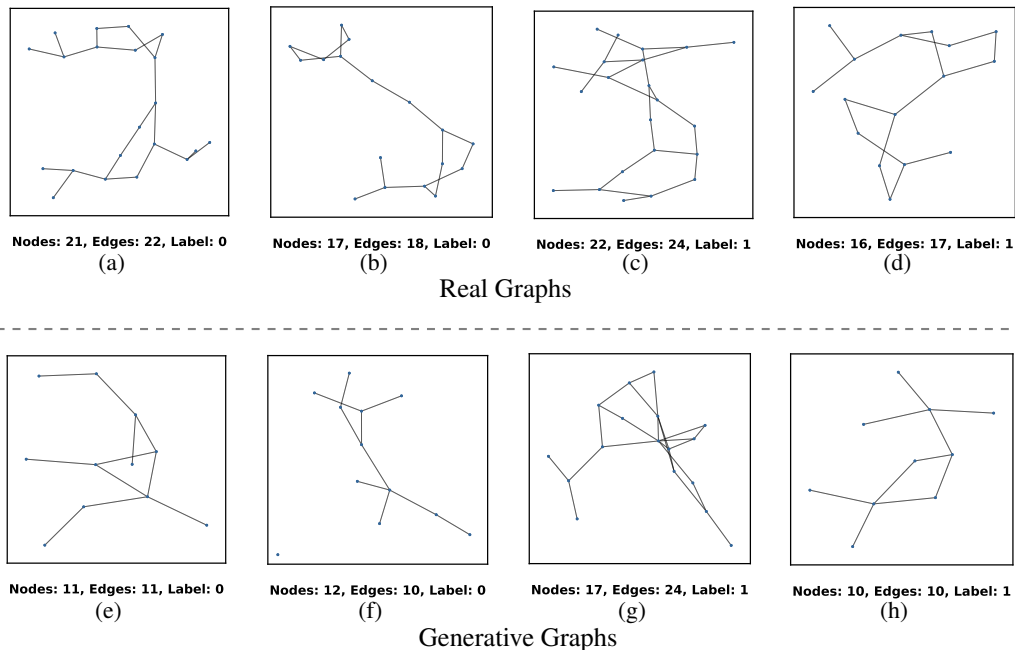 Nodes: 21, Edges: 22, Label: 0
Nodes: 17, Edges: 18, Label: 0
Nodes: 22, Edges: 24, Label: 1
Nodes: 16, Edges: 17, Label: 1
(a)
(b)
(c)
(d)
Real Graphs
Nodes: 11, Edges: 11, Label: 0
Nodes: 12, Edges: 10, Label: 0
Nodes: 17, Edges: 24, Label: 1
Nodes: 10, Edges: 10, Label: 1
(e)
(f)
(g)
(h)
Generative Graphs